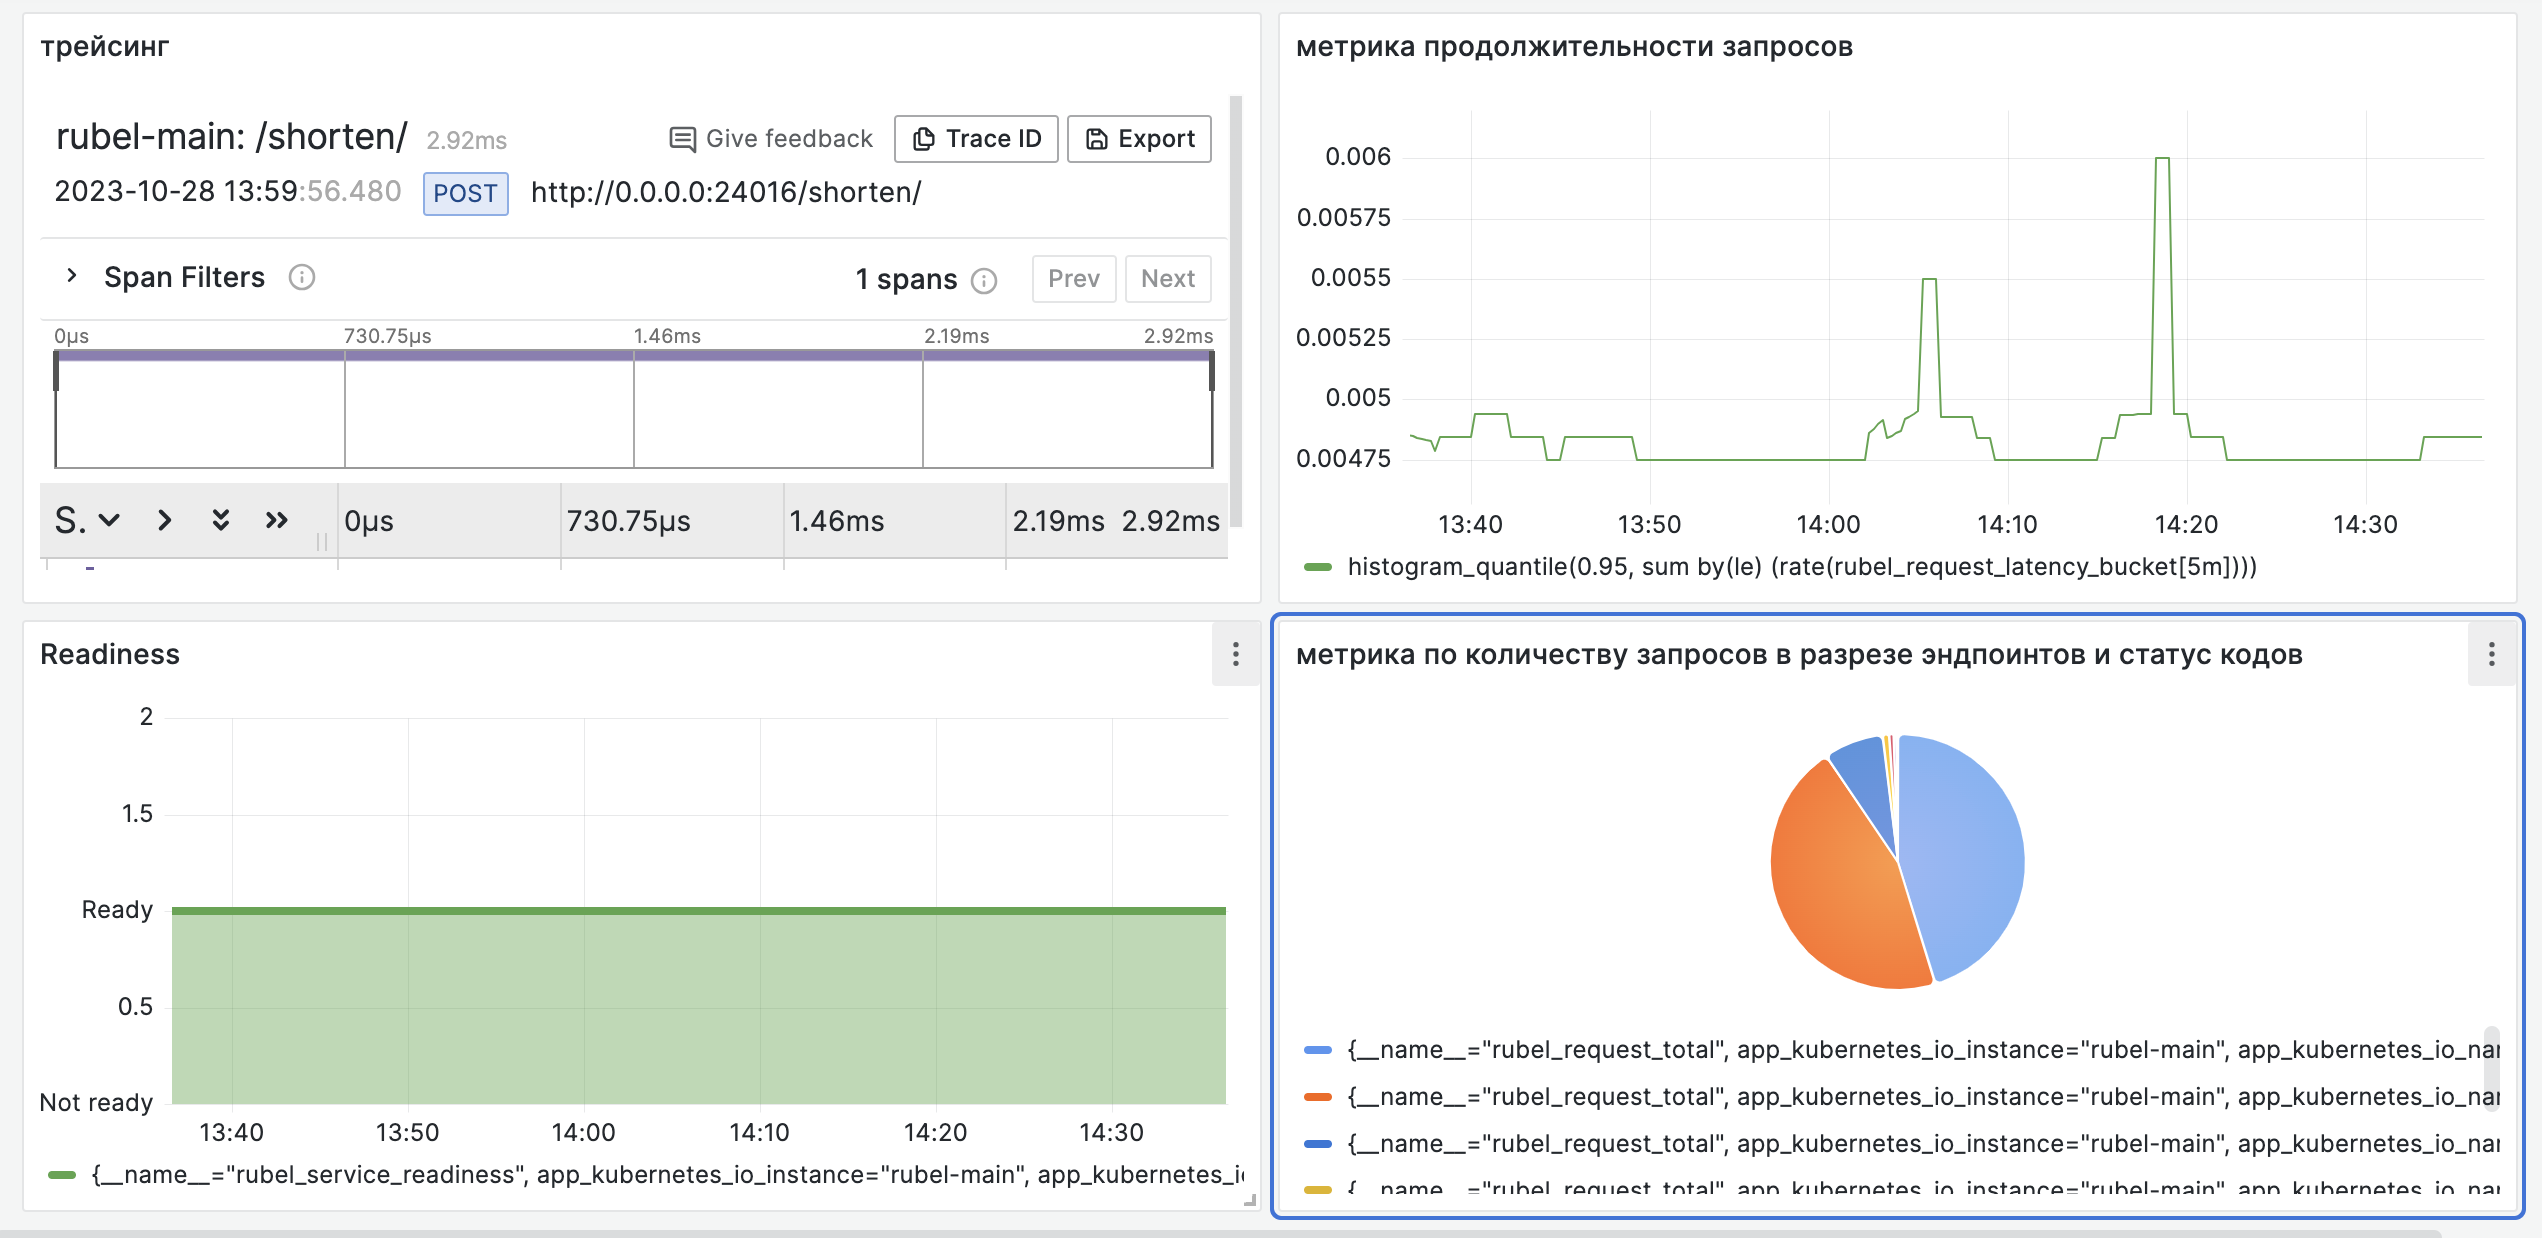 трейсинг
rubel-main: /shorten/ 2.92ms
Give feedback
Trace ID
Export
2023-10-28 13:59:56.480 POST http://0.0.0.0:24016/shorten/
Span Filters
1 spans
Prev
Next
0μs 730.75μs 1.46ms 2.19ms 2.92ms
S.
0μs 730.75μs 1.46ms 2.19ms 2.92ms
метрика продолжительности запросов
0.006
0.00575
0.0055
0.00525
0.005
0.00475
13:40 13:50 14:00 14:10 14:20 14:30
histogram_quantile(0.95, sum by(le) (rate(rubel_request_latency_bucket[5m])))
Readiness
2
1.5
Ready
0.5
Not ready
13:40 13:50 14:00 14:10 14:20 14:30
{__name__="rubel_service_readiness", app_kubernetes_io_instance="rubel-main", app_kubernetes_i
метрика по количеству запросов в разрезе эндпоинтов и статус кодов
{__name__="rubel_request_total", app_kubernetes_io_instance="rubel-main", app_kubernetes_io_na
{__name__="rubel_request_total", app_kubernetes_io_instance="rubel-main", app_kubernetes_io_na
{__name__="rubel_request_total", app_kubernetes_io_instance="rubel-main", app_kubernetes_io_na
{__name__="rubel_request_total", app_kubernetes_io_instance="rubel-main", app_kubernetes_io_na